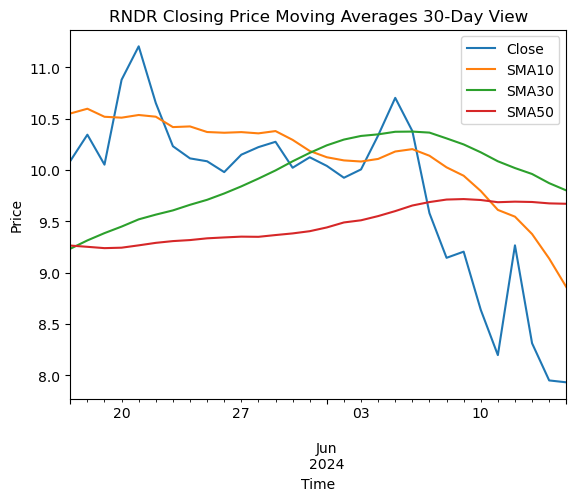 RNDR Closing Price Moving Averages 30-Day View
Close
SMA10
SMA30
SMA50
Price
11.0
10.5
10.0
9.5
9.0
8.5
8.0
20
27
03
10
Jun
2024
Time